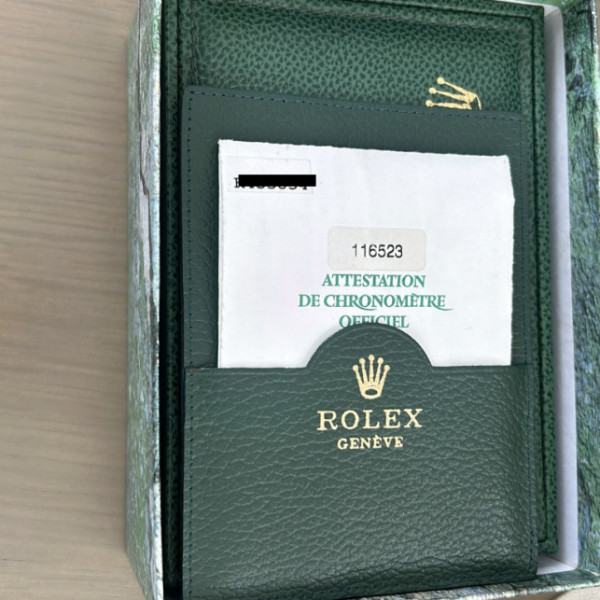 116523
ATTESTATION
DE CHRONOMÈTRE
OFFICIEL
ROLEX
GENÈVE